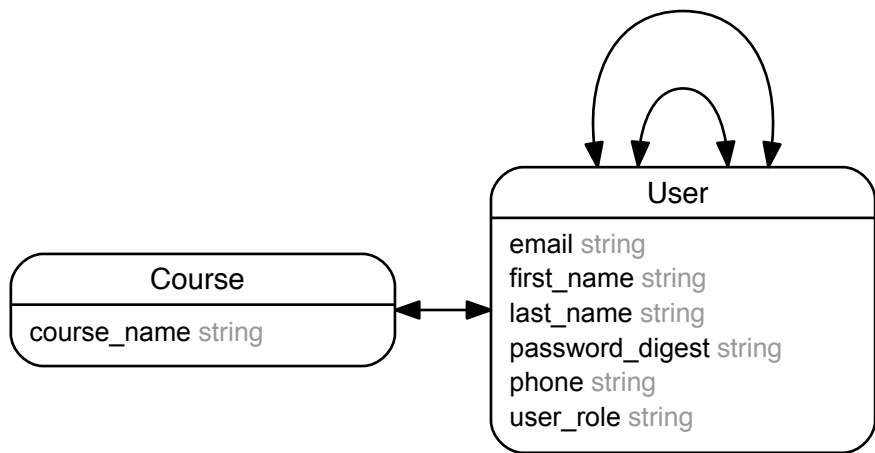 Course
course_name string
User
email string
first_name string
last_name string
password_digest string
phone string
user_role string